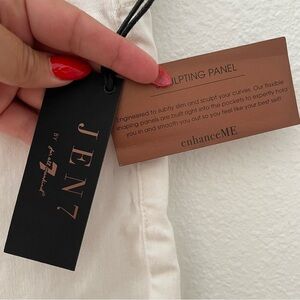 JEN7
BY
SCULPTING PANEL
Engineered to subtly slim and sculpt your curves. Our flexible
shaping panels are built right into the pockets to expertly hold
you in and smooth you out so you feel like your best self!
enhanceME